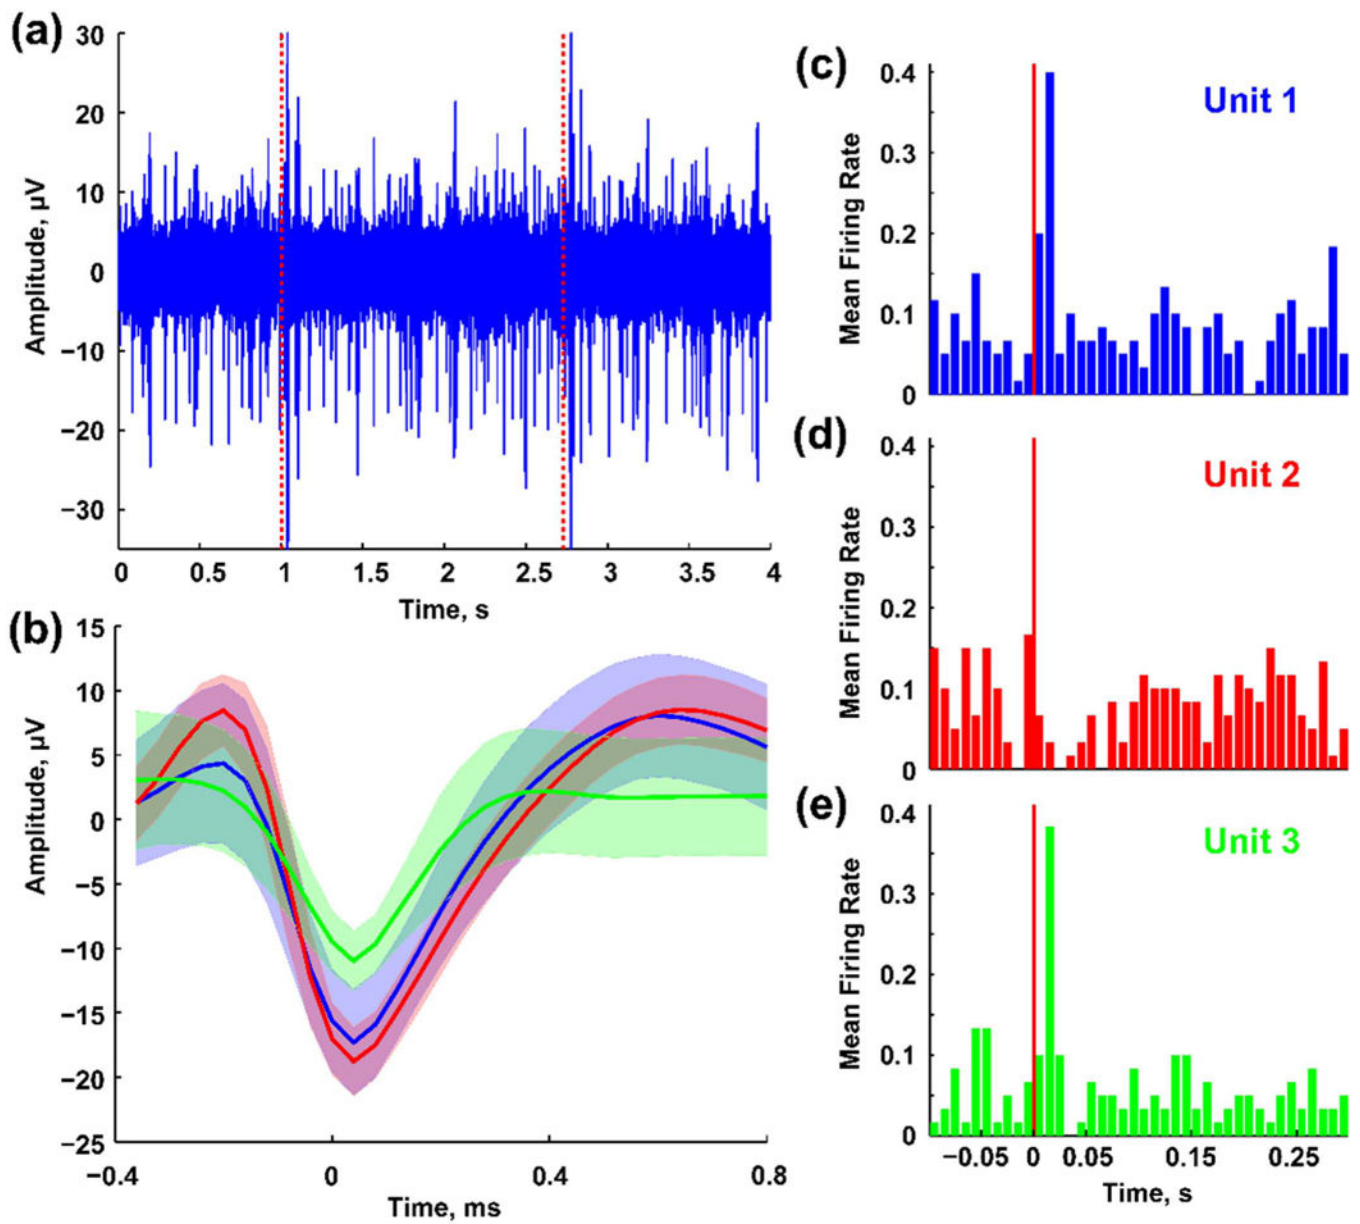 (a)
30
20
10
0
−10
−20
−30
Amplitude, µV
0 0.5 1 1.5 2 2.5 3 3.5 4
Time, s
(b)
15
10
5
0
−5
−10
−15
−20
−25
Amplitude, µV
−0.4 0 0.4 0.8
Time, ms
(c)
Unit 1
0.4
0.3
0.2
0.1
0
Mean Firing Rate
(d)
Unit 2
0.4
0.3
0.2
0.1
0
Mean Firing Rate
(e)
Unit 3
0.4
0.3
0.2
0.1
0
Mean Firing Rate
−0.05 0 0.05 0.15 0.25
Time, s